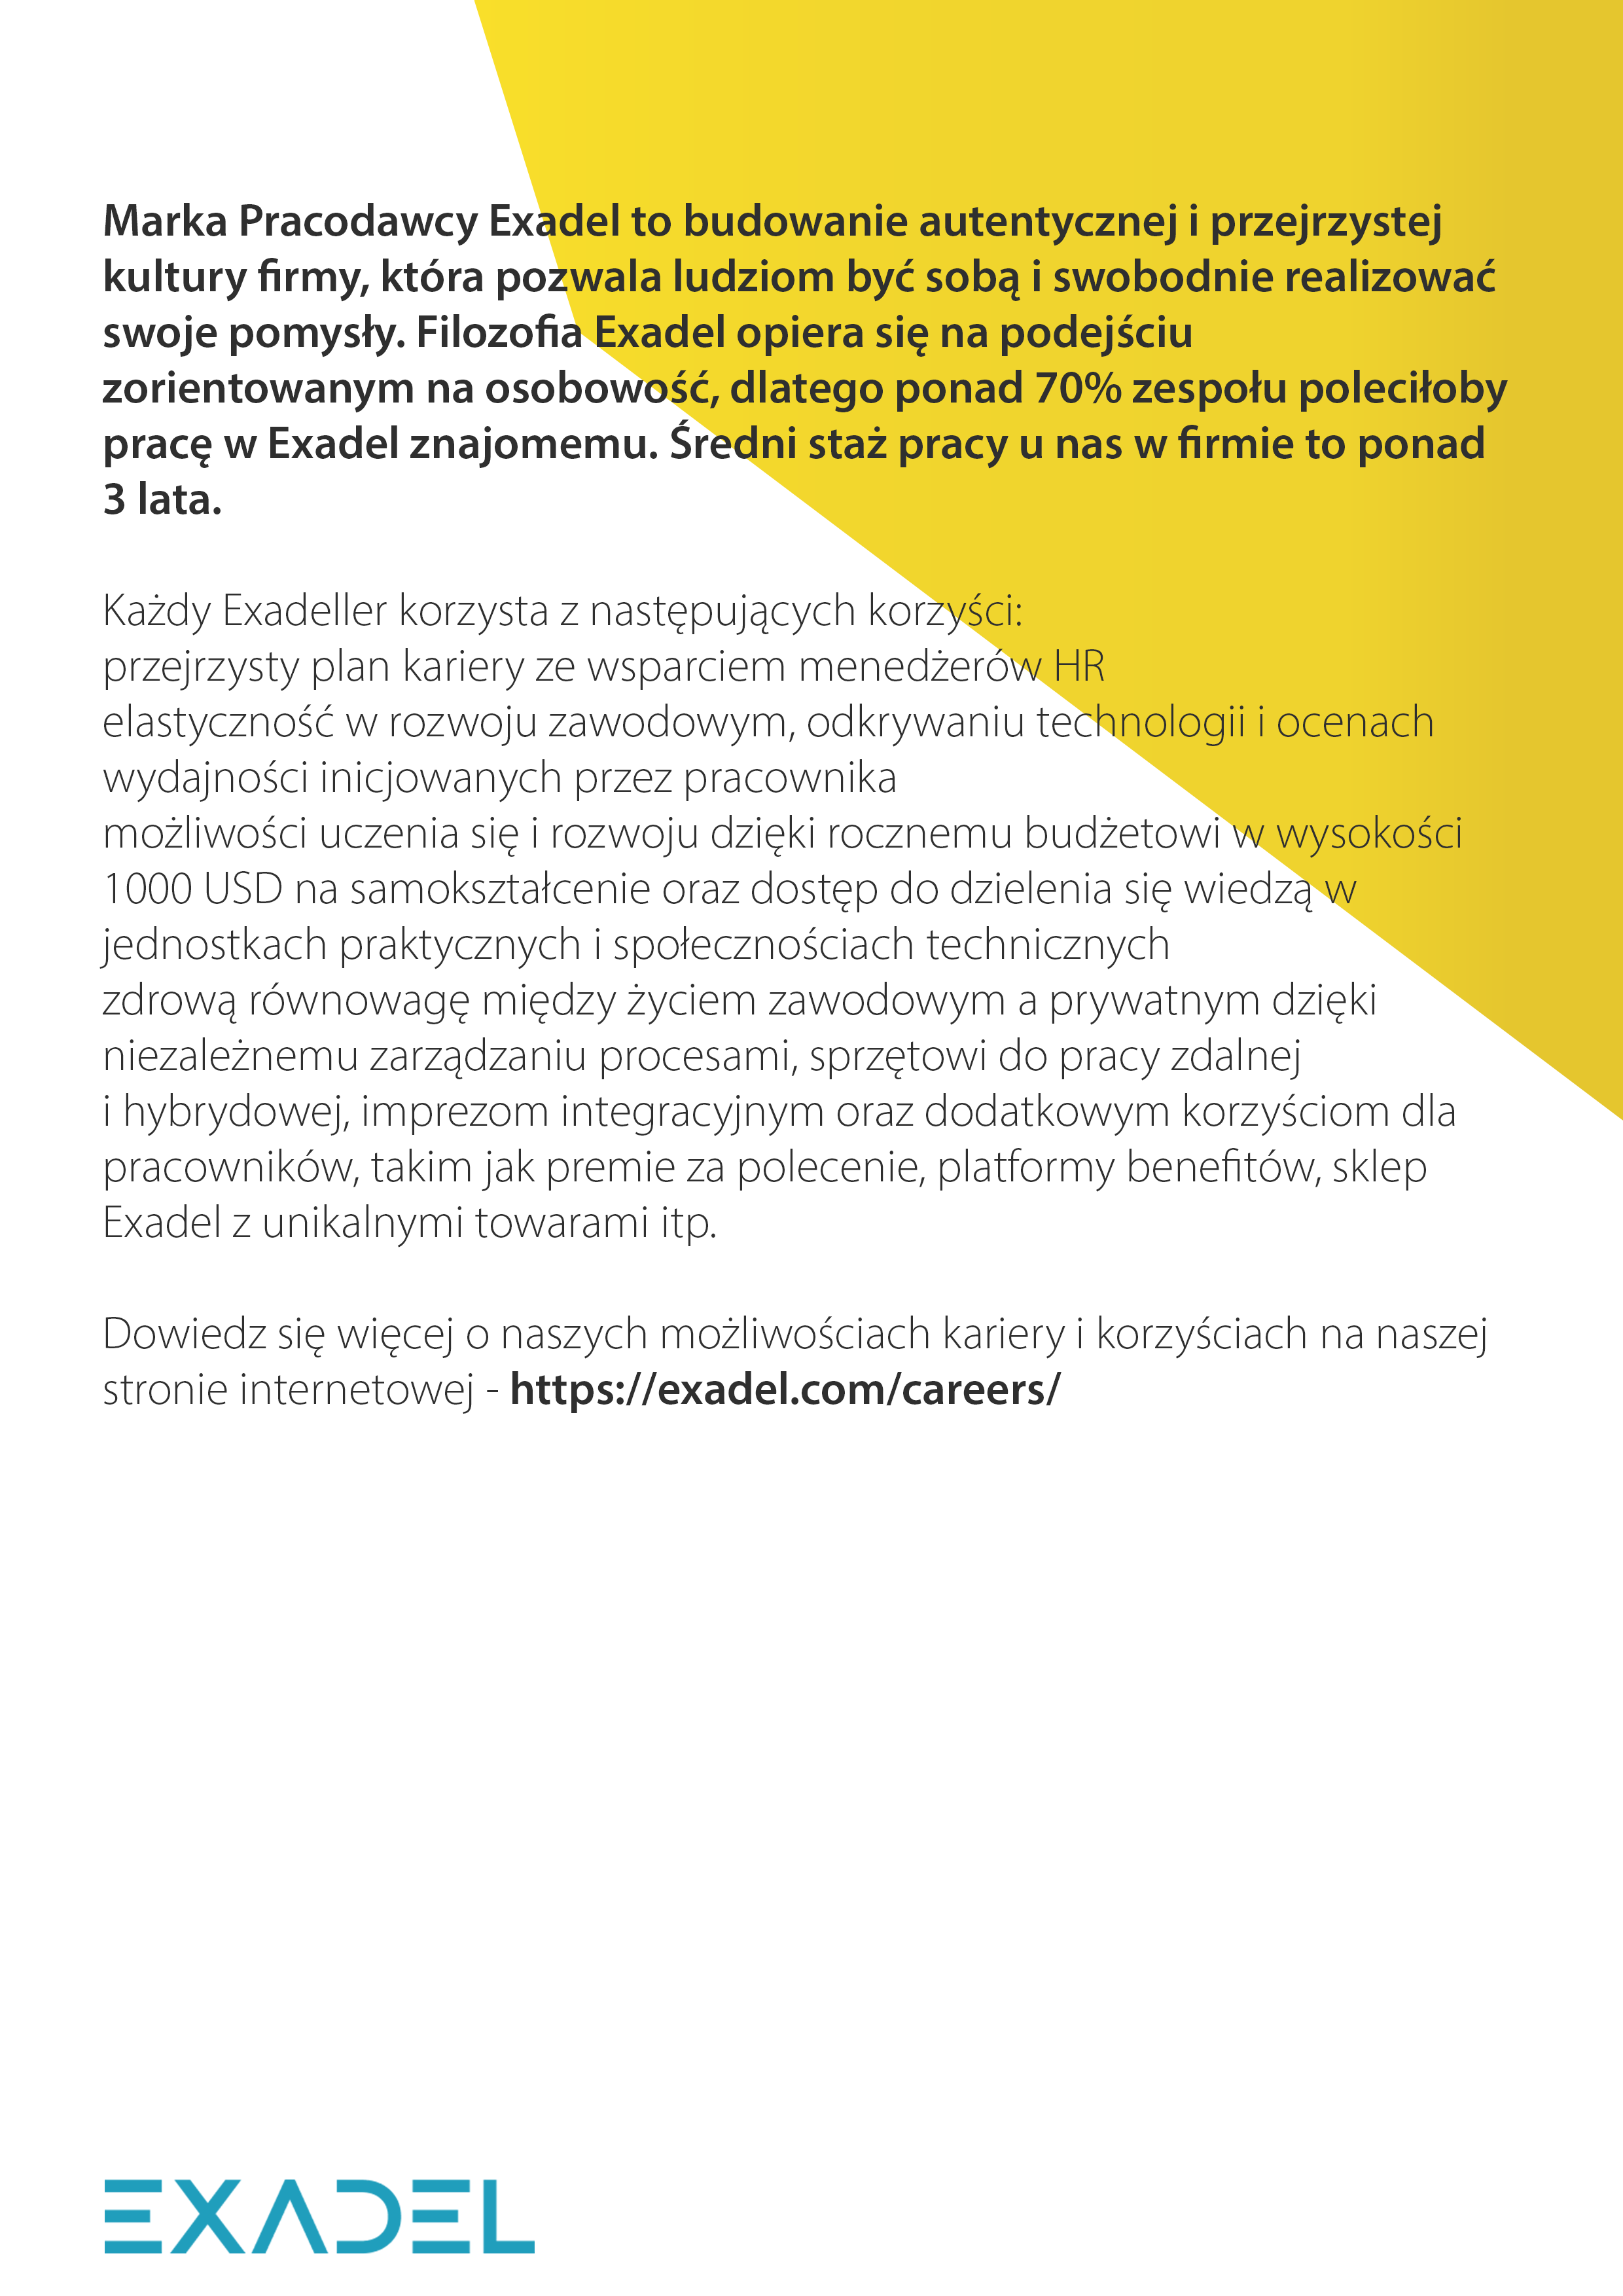 Marka Pracodawcy Exadel to budowanie autentycznej i przejrzystej
kultury firmy, która pozwala ludziom być sobą i swobodnie realizować
swoje pomysły. Filozofia Exadel opiera się na podejściu
zorientowanym na osobowość, dlatego ponad 70% zespołu poleciłoby
pracę w Exadel znajomemu. Średni staż pracy u nas w firmie to ponad
3 lata.
Każdy Exadeller korzysta z następujących korzyści:
przejrzysty plan kariery ze wsparciem menedżerów HR
elastyczność w rozwoju zawodowym, odkrywaniu technologii i ocenach
wydajności inicjowanych przez pracownika
możliwości uczenia się i rozwoju dzięki rocznemu budżetowi w wysokości
1000 USD na samokształcenie oraz dostęp do dzielenia się wiedzą w
jednostkach praktycznych i społecznościach technicznych
zdrową równowagę między życiem zawodowym a prywatnym dzięki
niezależnemu zarządzaniu procesami, sprzętowi do pracy zdalnej
i hybrydowej, imprezom integracyjnym oraz dodatkowym korzyściom dla
pracowników, takim jak premie za polecenie, platformy benefitów, sklep
Exadel z unikalnymi towarami itp.
Dowiedz się więcej o naszych możliwościach kariery i korzyściach na naszej
stronie internetowej - https://exadel.com/careers/
EXADEL